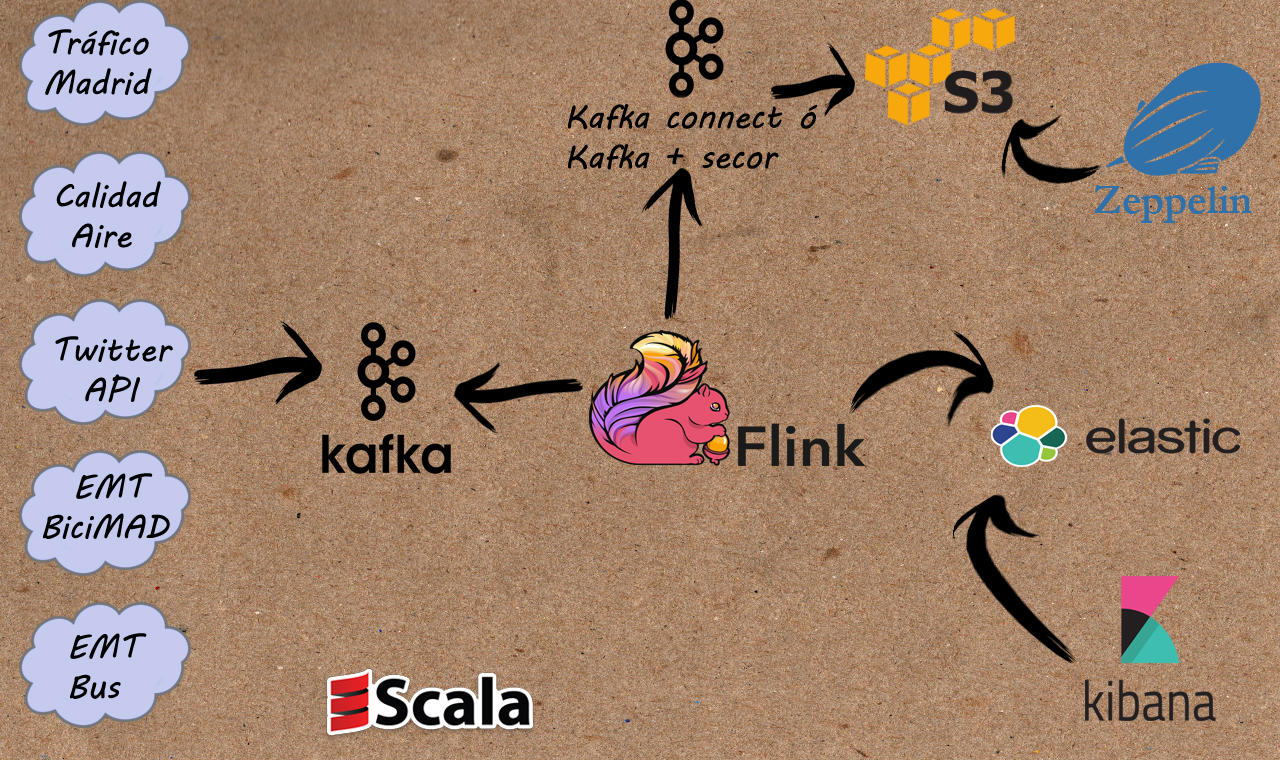 Tráfico
Madrid
Calidad
Aire
Twitter
API
EMT
BiciMAD
EMT
Bus
kafka
Kafka connect ó
Kafka + secor
S3
Zeppelin
Flink
elastic
kibana
Scala